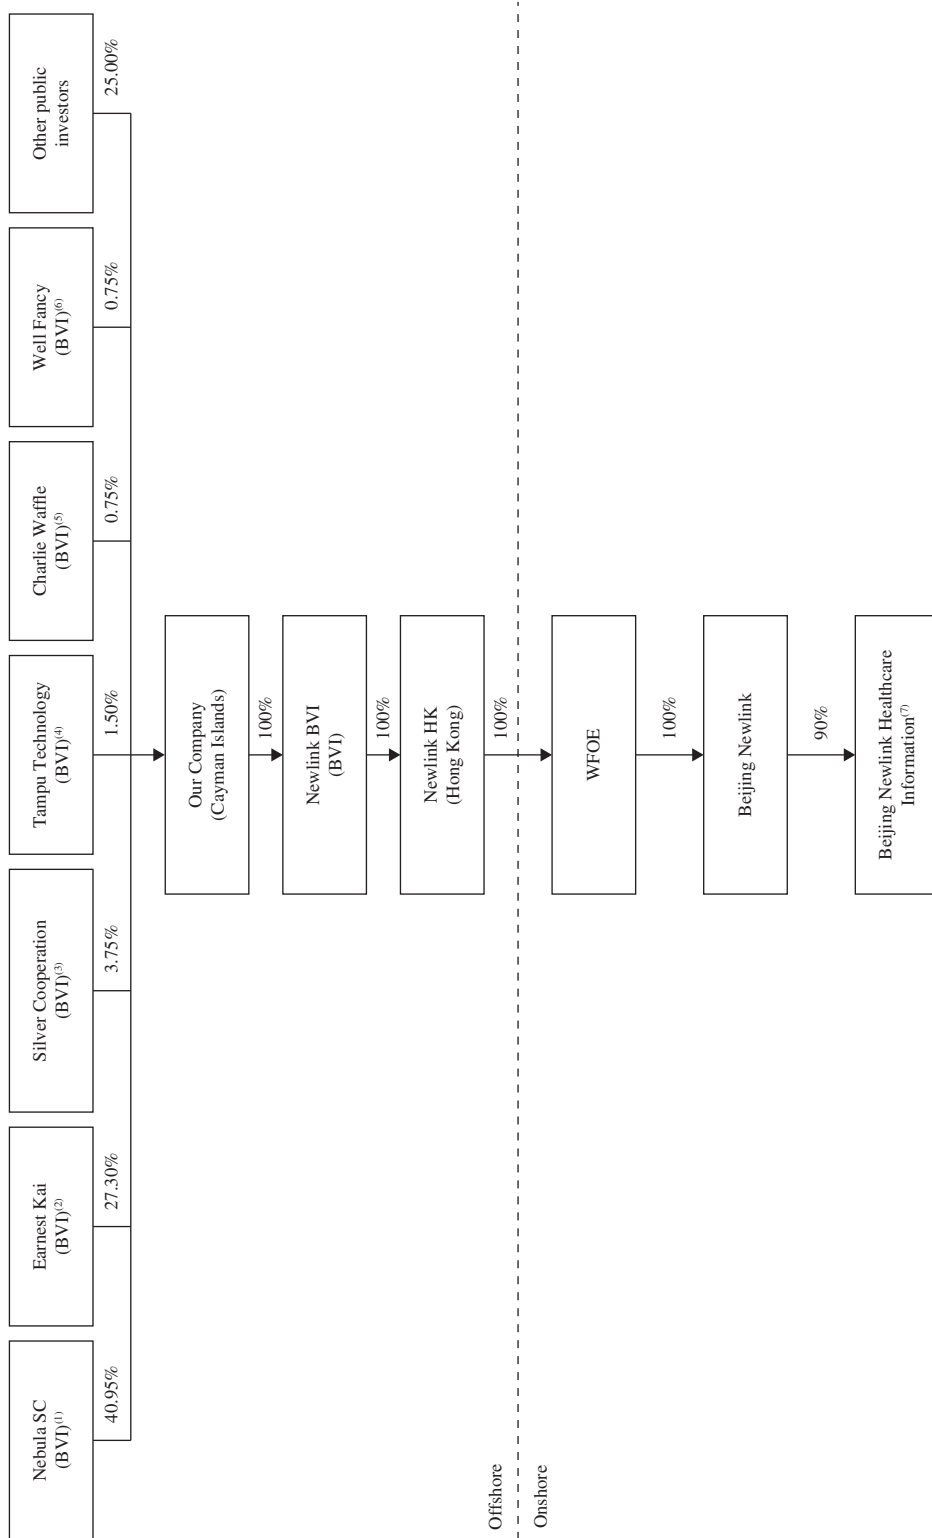 Nebula SC
(BVI)(1)
Earnest Kai
(BVI)(2)
Silver Cooperation
(BVI)(3)
Tampu Technology
(BVI)(4)
Charlie Waffle
(BVI)(5)
Well Fancy
(BVI)(6)
Other public
investors
40.95%
27.30%
3.75%
1.50%
0.75%
0.75%
25.00%
Our Company
(Cayman Islands)
100%
Newlink BVI
(BVI)
100%
Newlink HK
(Hong Kong)
100%
Offshore
Onshore
WFOE
100%
Beijing Newlink
90%
Beijing Newlink Healthcare
Information(7)